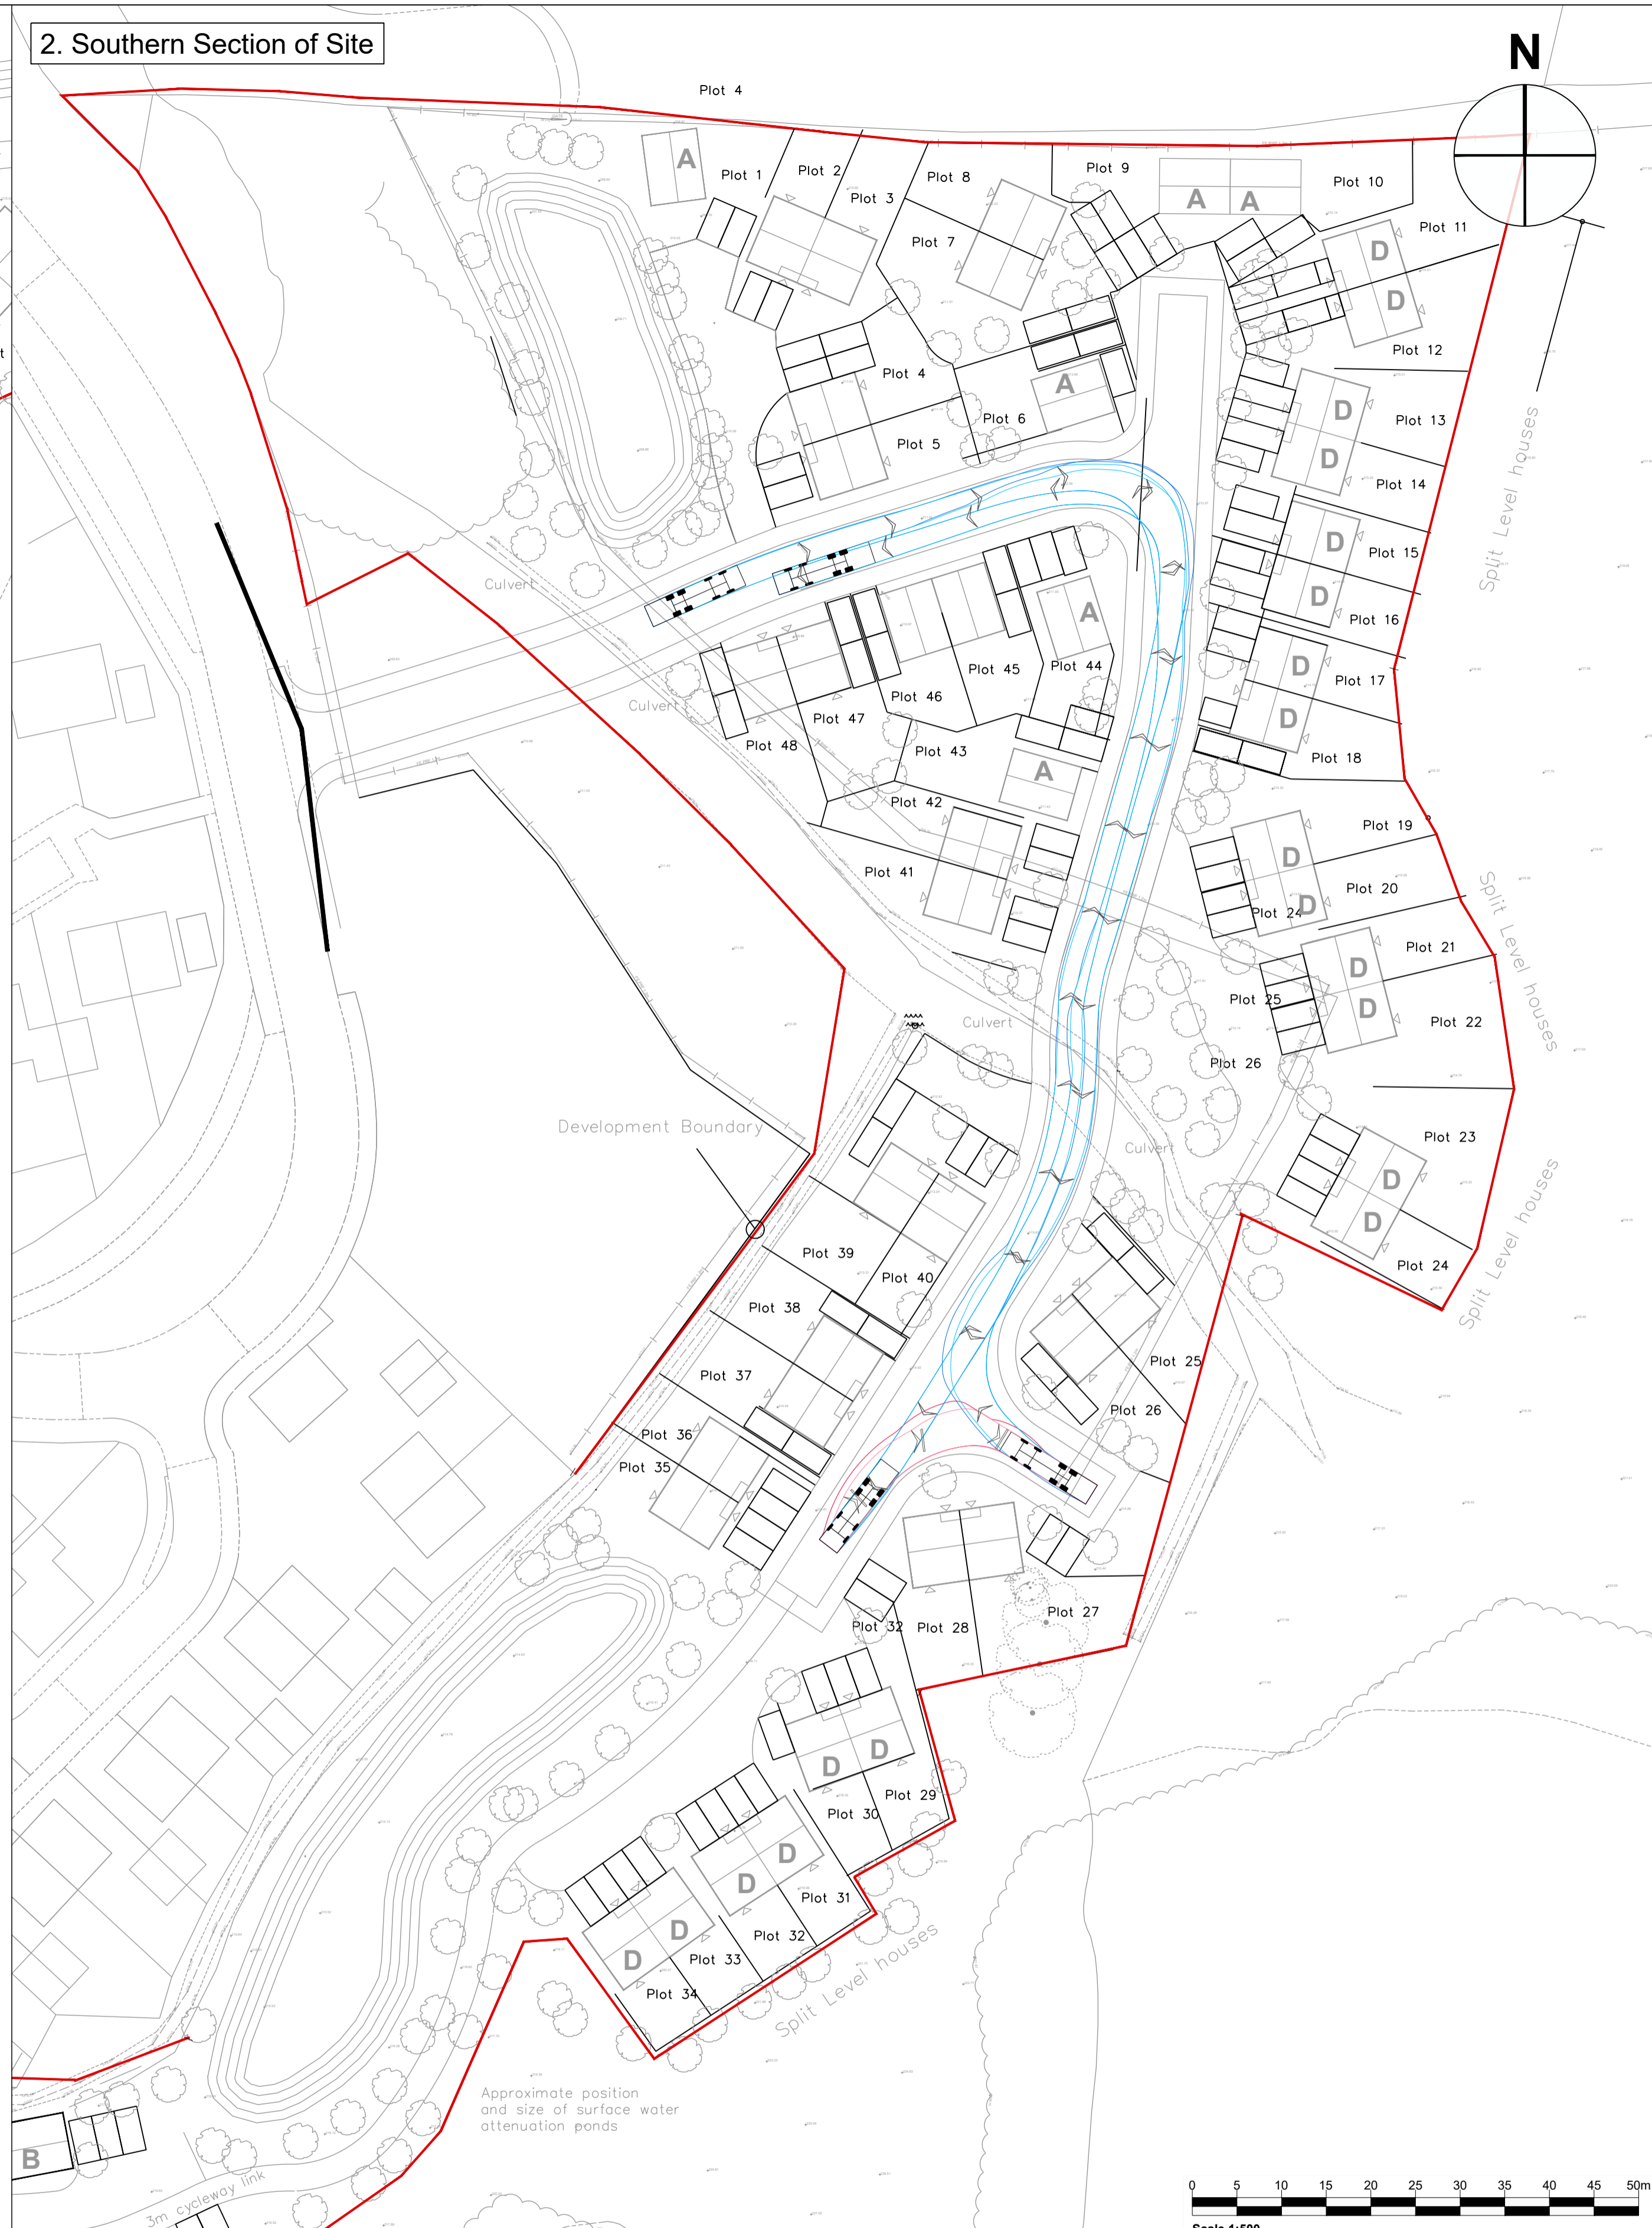 2. Southern Section of Site
N
Plot 4
A
Plot 1
Plot 2
Plot 3
Plot 8
Plot 7
Plot 9
A
A
Plot 10
Plot 11
D
D
Plot 12
Plot 4
Plot 5
Plot 6
A
D
Plot 13
D
Plot 14
Split Level houses
D
Plot 15
D
Plot 16
Culvert
A
Plot 44
Plot 45
Plot 46
Plot 47
Plot 48
Culvert
D
Plot 17
D
Plot 18
Plot 43
A
Plot 42
Plot 41
Plot 19
D
Plot 20
D
Plot 24
Plot 21
D
D
Plot 25
Plot 22
Split Level houses
Plot 26
Culvert
Culvert
Development Boundary
Plot 23
D
D
Plot 24
Split Level houses
Plot 39
Plot 40
Plot 38
Plot 37
Plot 36
Plot 35
Plot 25
Plot 26
Plot 27
Plot 28
Plot 32
D
D
Plot 29
Plot 30
D
D
Plot 31
Plot 32
D
D
Plot 33
Plot 34
Split Level houses
Approximate position
and size of surface water
attenuation ponds
B
3m cycleway link
0 5 10 15 20 25 30 35 40 45 50m